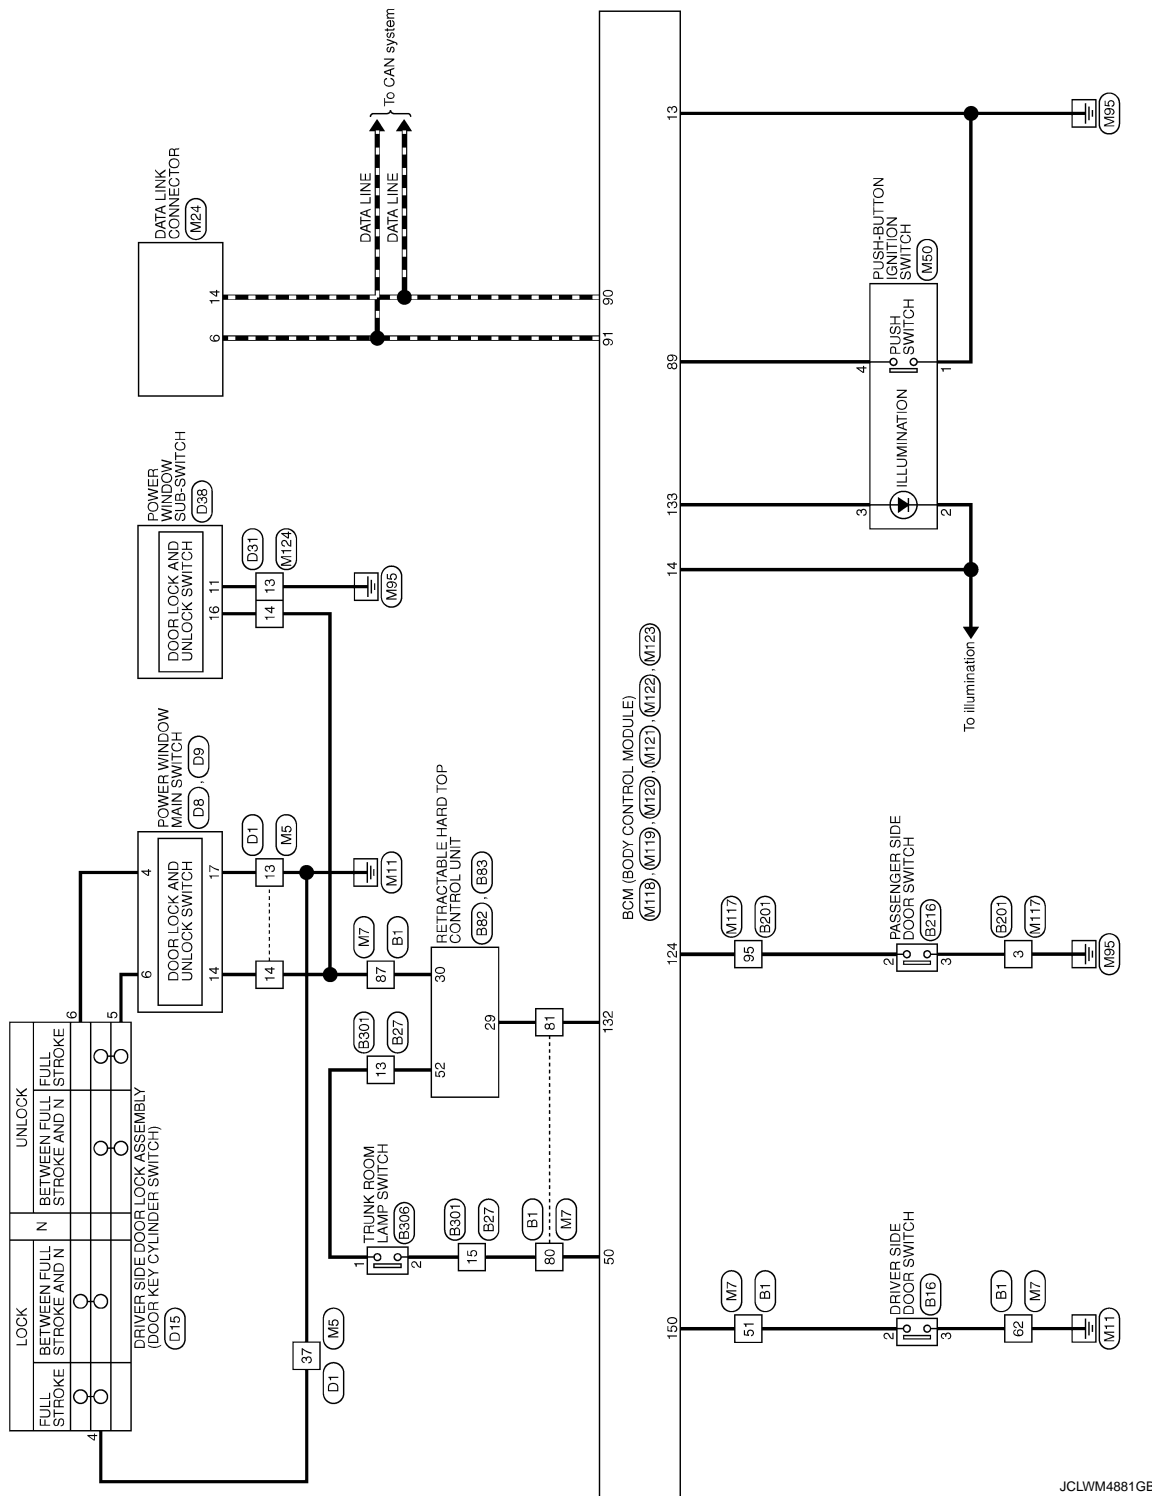 LOCK
N
UNLOCK
FULL
STROKE
BETWEEN FULL
STROKE AND N
BETWEEN FULL
STROKE AND N
FULL
STROKE
4
6
5
DRIVER SIDE DOOR LOCK ASSEMBLY
(DOOR KEY CYLINDER SWITCH)
D15
POWER WINDOW
MAIN SWITCH
D8 , D9
DOOR LOCK AND
UNLOCK SWITCH
6
4
14
17
14
13
D1
M5
M11
37
M5
D1
POWER
WINDOW
SUB-SWITCH
D38
DOOR LOCK AND
UNLOCK SWITCH
16
11
14
13
D31
M124
M95
DATA LINK
CONNECTOR
M24
6
14
DATA LINE
DATA LINE
To CAN system
91
90
TRUNK ROOM
LAMP SWITCH
B306
1
2
15
B301
B27
80
B1
M7
50
13
B301
B27
87
M7
B1
RETRACTABLE HARD TOP
CONTROL UNIT
B82 , B83
52
30
29
81
132
BCM (BODY CONTROL MODULE)
M118 , M119 , M120 , M121 , M122 , M123
150
124
14
133
89
13
51
M7
B1
DRIVER SIDE
DOOR SWITCH
B16
2
3
62
B1
M7
M11
95
M117
B201
PASSENGER SIDE
DOOR SWITCH
B216
2
3
3
B201
M117
M95
To illumination
PUSH-BUTTON
IGNITION
SWITCH
M50
ILLUMINATION
PUSH
SWITCH
3
4
2
1
M95
JCLWM4881GB